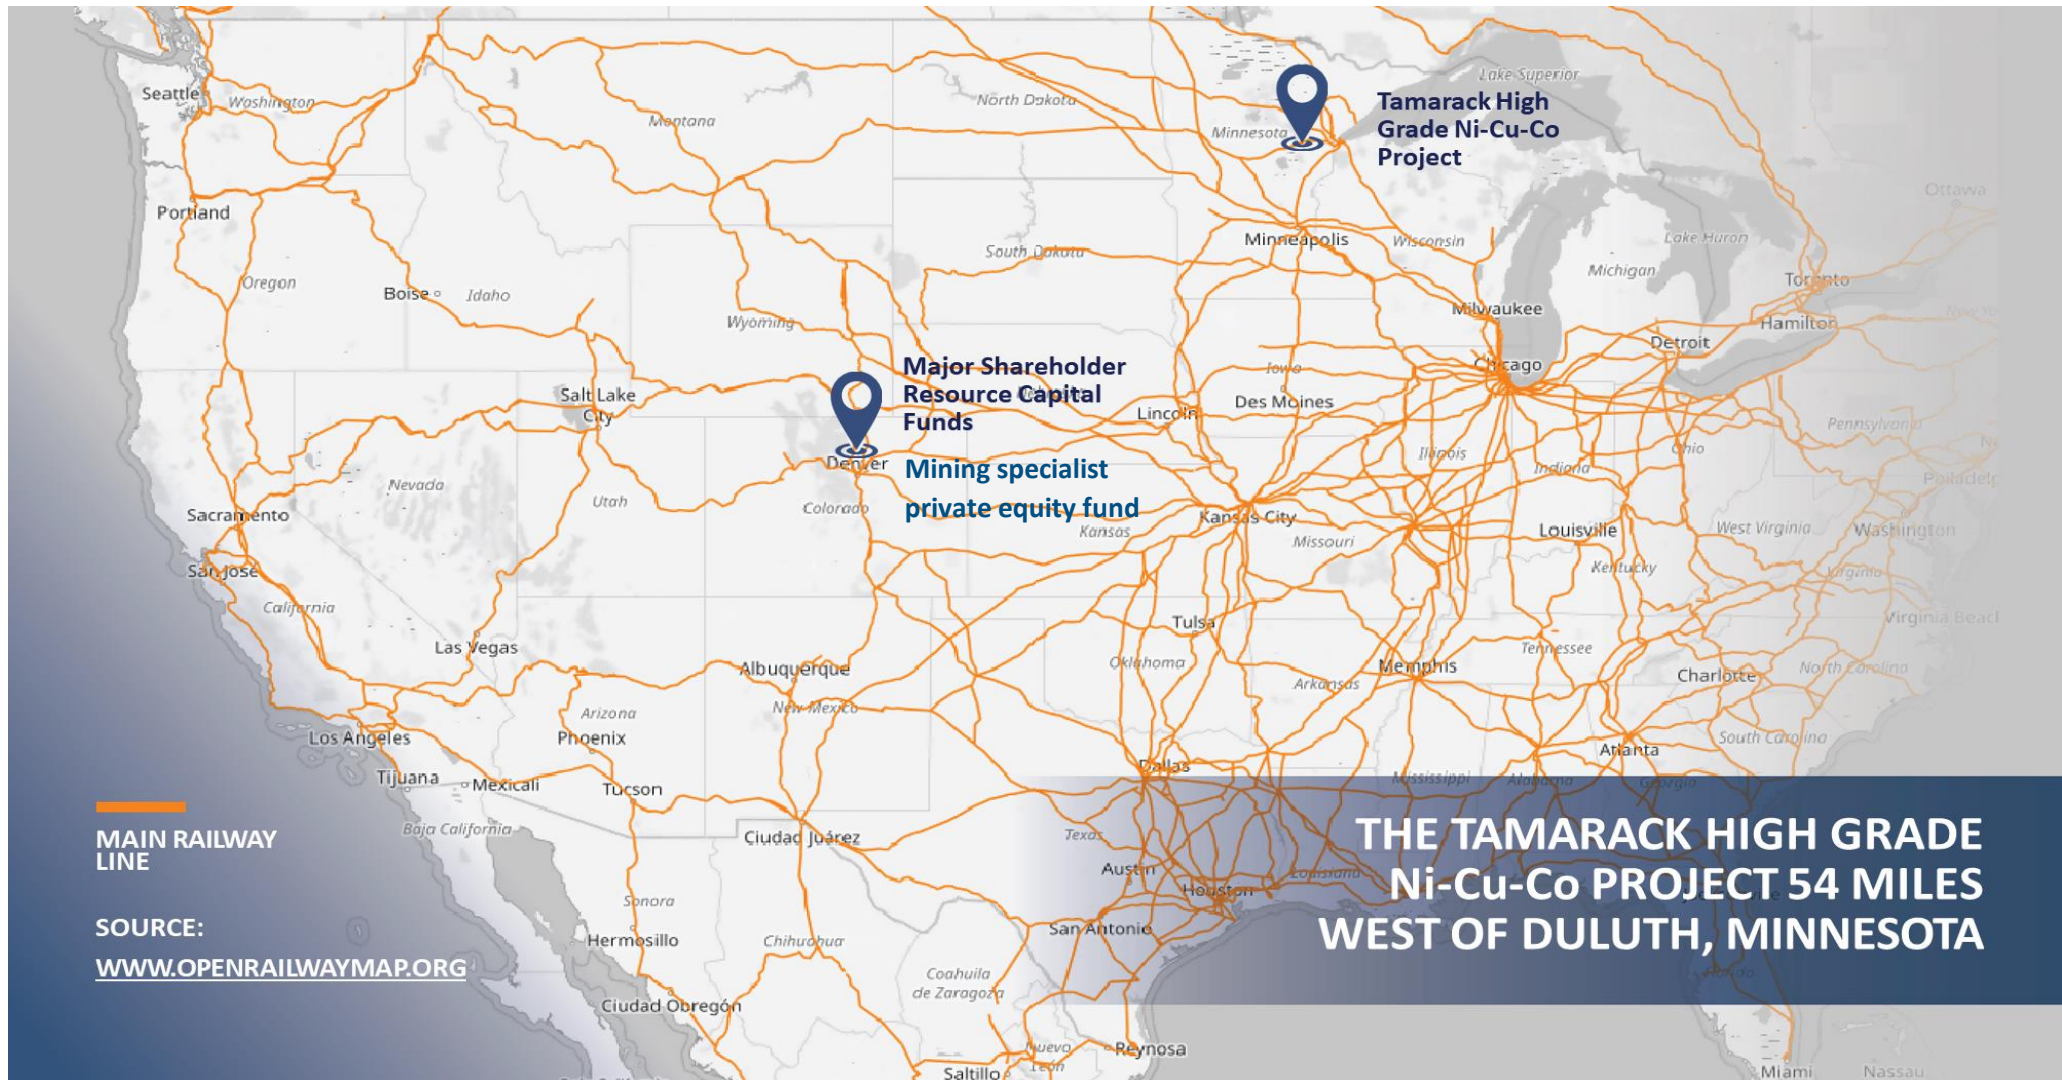 Lake Superior
Seattle
Washington
North Dakota
Montana
Minnesota
Tamarack High
Grade Ni-Cu-Co
Project
Ottawa
Portland
Minneapolis
Wisconsin
Lake Huron
South Dakota
Michigan
Toronto
Oregon
Boise
Idaho
Wyoming
Milwaukee
Hamilton
Detroit
Chicago
Iowa
Major Shareholder
Resource Capital
Funds
Salt Lake
City
Lincoln
Des Moines
Pennsylvania
Illinois
Indiana
Ohio
Denver
Mining specialist
private equity fund
Nevada
Utah
Colorado
Kansas
Sacramento
Kansas City
Missouri
Louisville
West Virginia
Washington
San Jose
Kentucky
Virginia
California
Tulsa
Virginia Beach
Las Vegas
Albuquerque
Oklahoma
Memphis
Tennessee
Arkansas
Charlotte
North Carolina
New Mexico
Arizona
Phoenix
Los Angeles
Atlanta
South Carolina
Dallas
Tijuana
Mexicali
Tucson
Mississippi
Alabama
Georgia
Baja California
Ciudad Juárez
Texas
Austin
Houston
Louisiana
MAIN RAILWAY
LINE
THE TAMARACK HIGH GRADE
Ni-Cu-Co PROJECT 54 MILES
WEST OF DULUTH, MINNESOTA
Sonora
San Antonio
SOURCE:
WWW.OPENRAILWAYMAP.ORG
Hermosillo
Chihuahua
Coahuila
de Zaragoza
Florida
Ciudad Obregón
Nuevo
León
Reynosa
Saltillo
Miami
Nassau